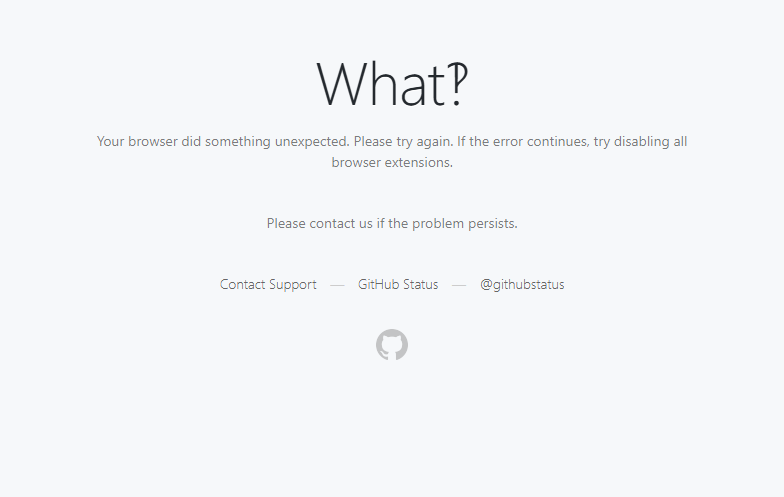 What‽
Your browser did something unexpected. Please try again. If the error continues, try disabling all
browser extensions.
Please contact us if the problem persists.
Contact Support — GitHub Status — @githubstatus